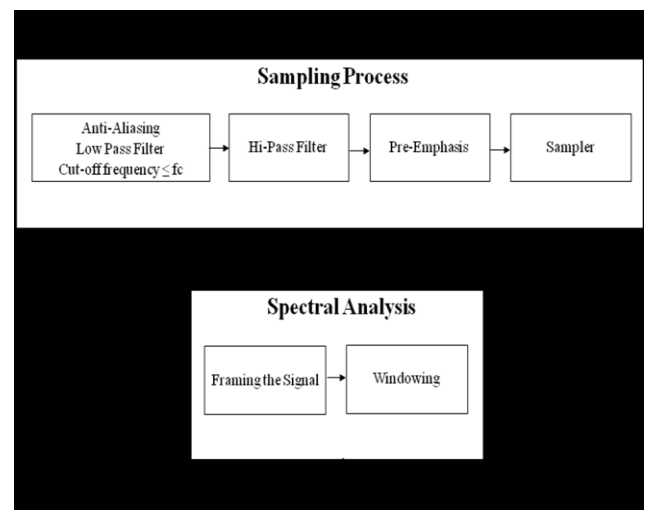 Sampling Process
Anti-Aliasing
Low Pass Filter
Cut-off frequency ≤ fc
Hi-Pass Filter
Pre-Emphasis
Sampler
Spectral Analysis
Framing the Signal
Windowing